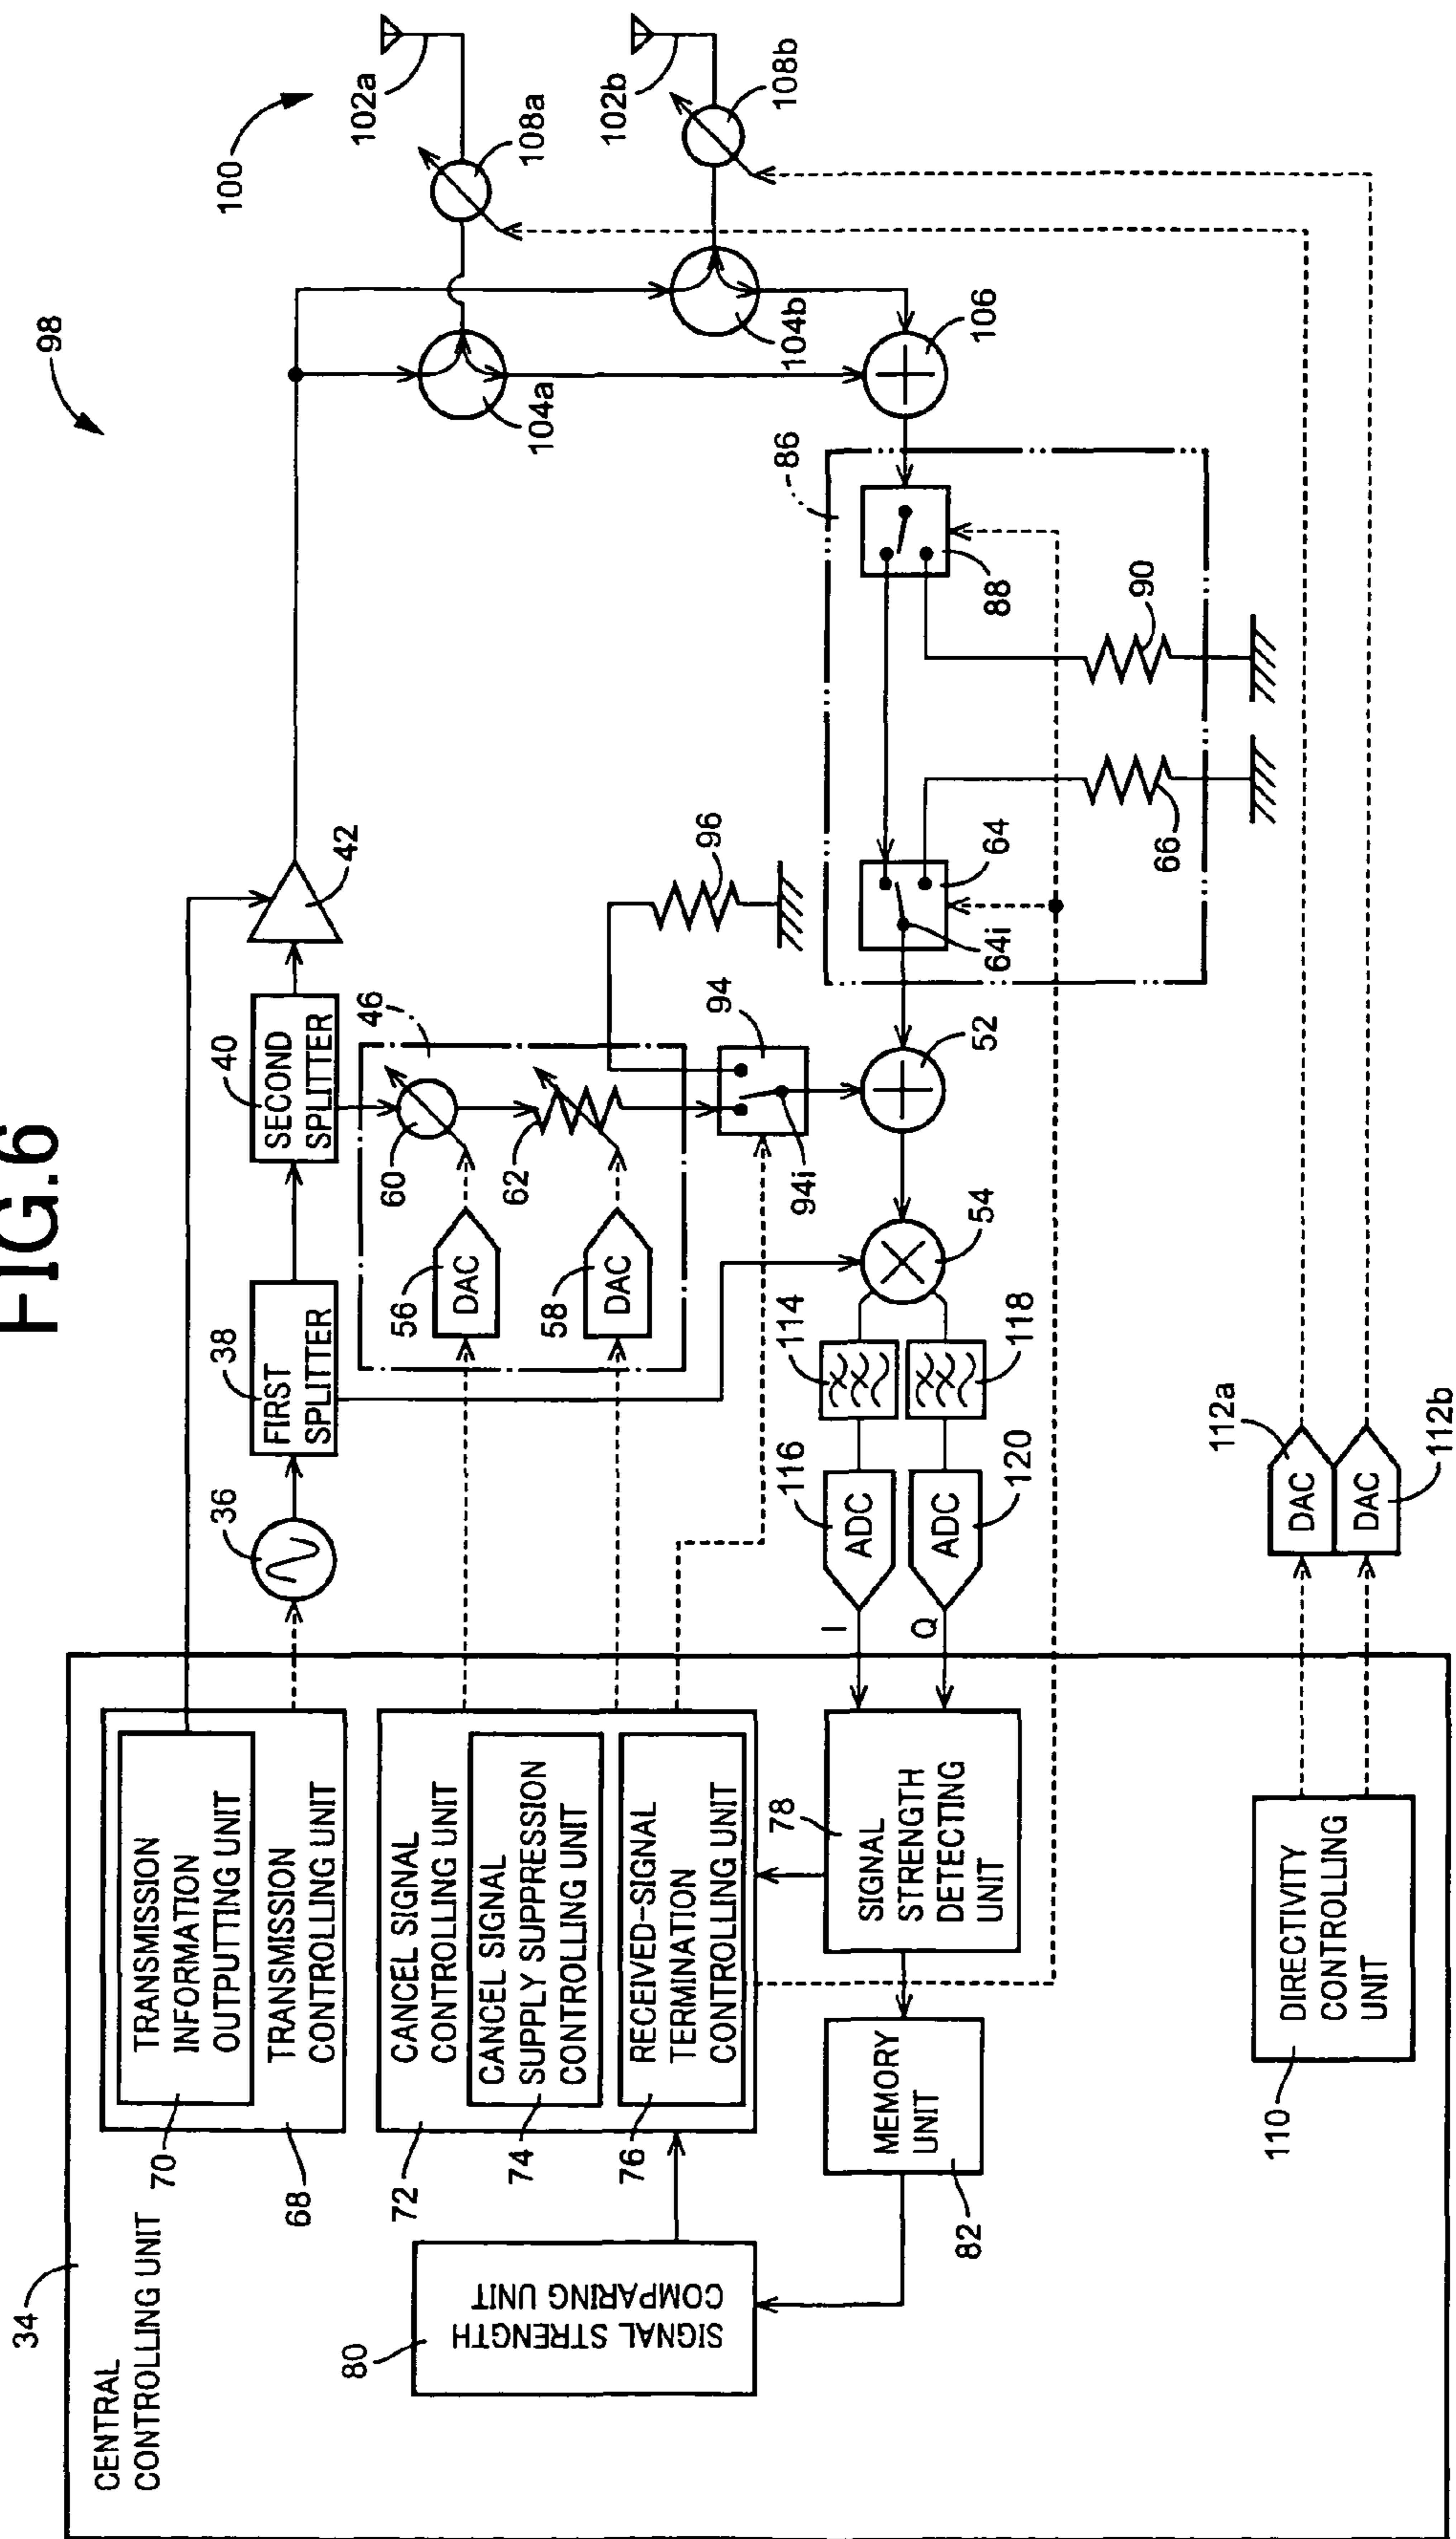 FIG.6
98
100
34
CENTRAL
CONTROLLING UNIT
70
TRANSMISSION
INFORMATION
OUTPUTTING UNIT
TRANSMISSION
CONTROLLING UNIT
68
36
38
FIRST
SPLITTER
40
SECOND
SPLITTER
42
102a
108a
104a
102b
108b
104b
106
72
CANCEL SIGNAL
CONTROLLING UNIT
74
CANCEL SIGNAL
SUPPLY SUPPRESSION
CONTROLLING UNIT
76
RECEIVED-SIGNAL
TERMINATION
CONTROLLING UNIT
46
56
DAC
60
58
DAC
62
94
94i
96
80
SIGNAL STRENGTH
COMPARING UNIT
82
MEMORY
UNIT
78
SIGNAL
STRENGTH
DETECTING
UNIT
I
Q
116
ADC
120
ADC
114
118
54
52
86
64
64i
66
88
90
110
DIRECTIVITY
CONTROLLING
UNIT
112a
DAC
DAC
112b